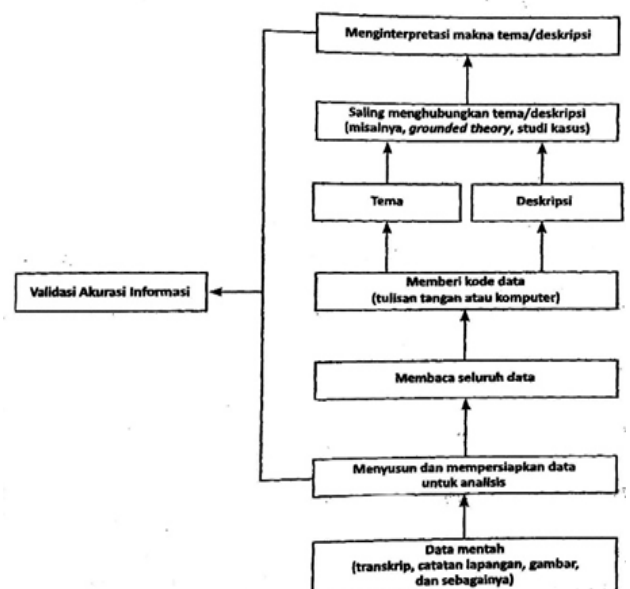 Menginterpretasi makna tema/deskripsi
Saling menghubungkan tema/deskripsi
(misalnya, grounded theory, studi kasus)
Tema
Deskripsi
Validasi Akurasi Informasi
Memberi kode data
(tulisan tangan atau komputer)
Membaca seluruh data
Menyusun dan mempersiapkan data
untuk analisis
Data mentah
(transkrip, catatan lapangan, gambar,
dan sebagainya)